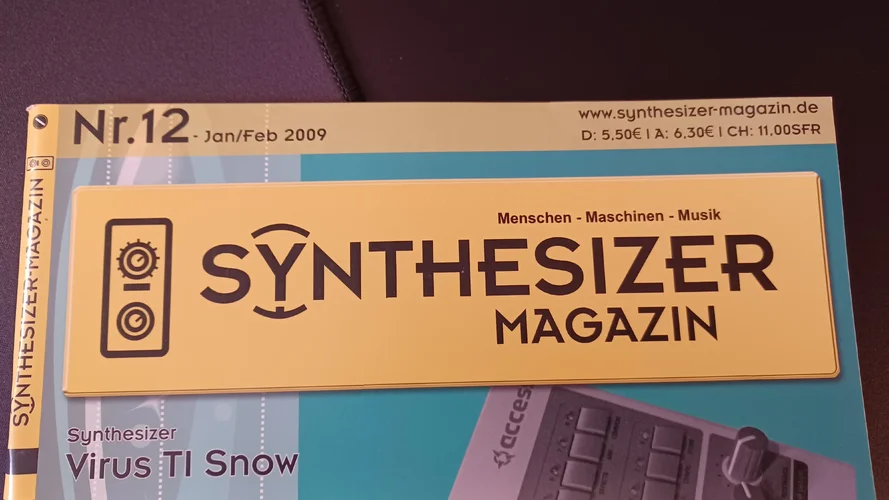 Nr.12 - Jan/Feb 2009
www.synthesizer-magazin.de
D: 5,50€ | A: 6,30€ | CH: 11,00SFR
SYNTHESIZER-MAGAZIN
Menschen - Maschinen - Musik
SYNTHESIZER
MAGAZIN
Synthesizer
Virus TI Snow
access